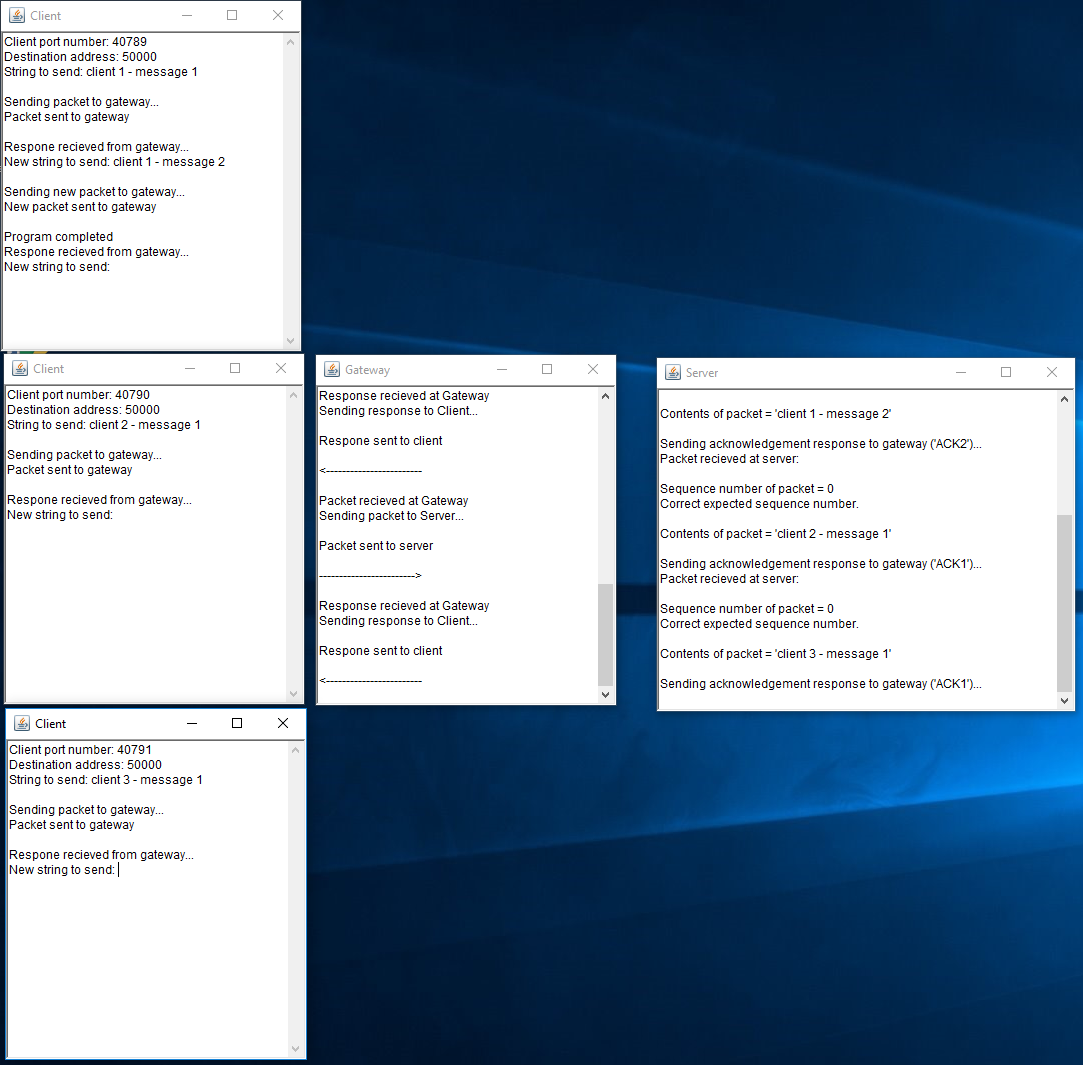 Client
Client port number: 40789
Destination address: 50000
String to send: client 1 - message 1
Sending packet to gateway...
Packet sent to gateway
Respone recieved from gateway...
New string to send: client 1 - message 2
Sending new packet to gateway...
New packet sent to gateway
Program completed
Respone recieved from gateway...
New string to send:
Client
Client port number: 40790
Destination address: 50000
String to send: client 2 - message 1
Sending packet to gateway...
Packet sent to gateway
Respone recieved from gateway...
New string to send:
Gateway
Response recieved at Gateway
Sending response to Client...
Respone sent to client
<------------------------
Packet recieved at Gateway
Sending packet to Server...
Packet sent to server
------------------------>
Response recieved at Gateway
Sending response to Client...
Respone sent to client
<------------------------
Server
Contents of packet = 'client 1 - message 2'
Sending acknowledgement response to gateway ('ACK2')...
Packet recieved at server:
Sequence number of packet = 0
Correct expected sequence number.
Contents of packet = 'client 2 - message 1'
Sending acknowledgement response to gateway ('ACK1')...
Packet recieved at server:
Sequence number of packet = 0
Correct expected sequence number.
Contents of packet = 'client 3 - message 1'
Sending acknowledgement response to gateway ('ACK1')...
Client
Client port number: 40791
Destination address: 50000
String to send: client 3 - message 1
Sending packet to gateway...
Packet sent to gateway
Respone recieved from gateway...
New string to send: